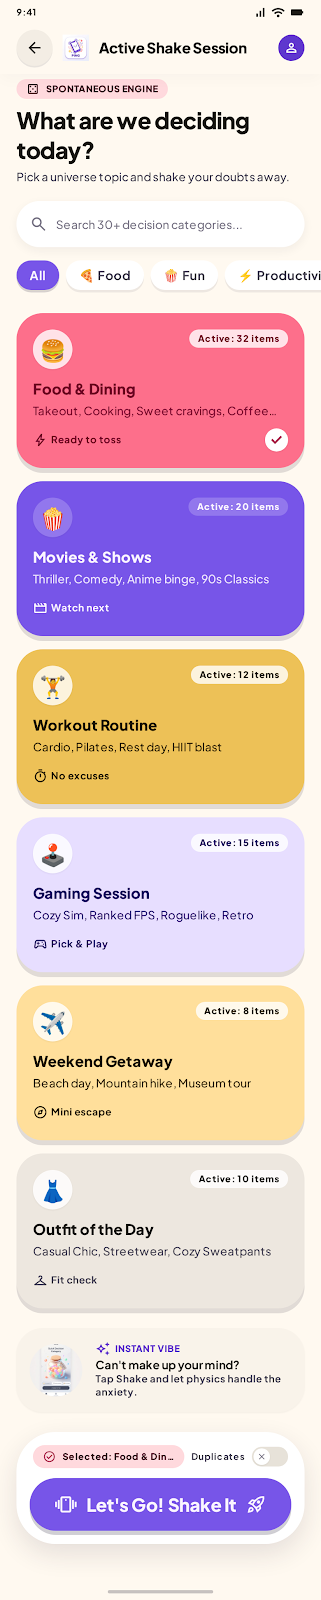 9:41
Active Shake Session
SPONTANEOUS ENGINE
What are we deciding
today?
Pick a universe topic and shake your doubts away.
Search 30+ decision categories...
All
🍕 Food
🍿 Fun
⚡ Productivi
Active: 32 items
Food & Dining
Takeout, Cooking, Sweet cravings, Coffee…
Ready to toss
Active: 20 items
Movies & Shows
Thriller, Comedy, Anime binge, 90s Classics
Watch next
Active: 12 items
Workout Routine
Cardio, Pilates, Rest day, HIIT blast
No excuses
Active: 15 items
Gaming Session
Cozy Sim, Ranked FPS, Roguelike, Retro
Pick & Play
Active: 8 items
Weekend Getaway
Beach day, Mountain hike, Museum tour
Mini escape
Active: 10 items
Outfit of the Day
Casual Chic, Streetwear, Cozy Sweatpants
Fit check
INSTANT VIBE
Can't make up your mind?
Tap Shake and let physics handle the
anxiety.
Selected: Food & Din…
Duplicates
Let's Go! Shake It